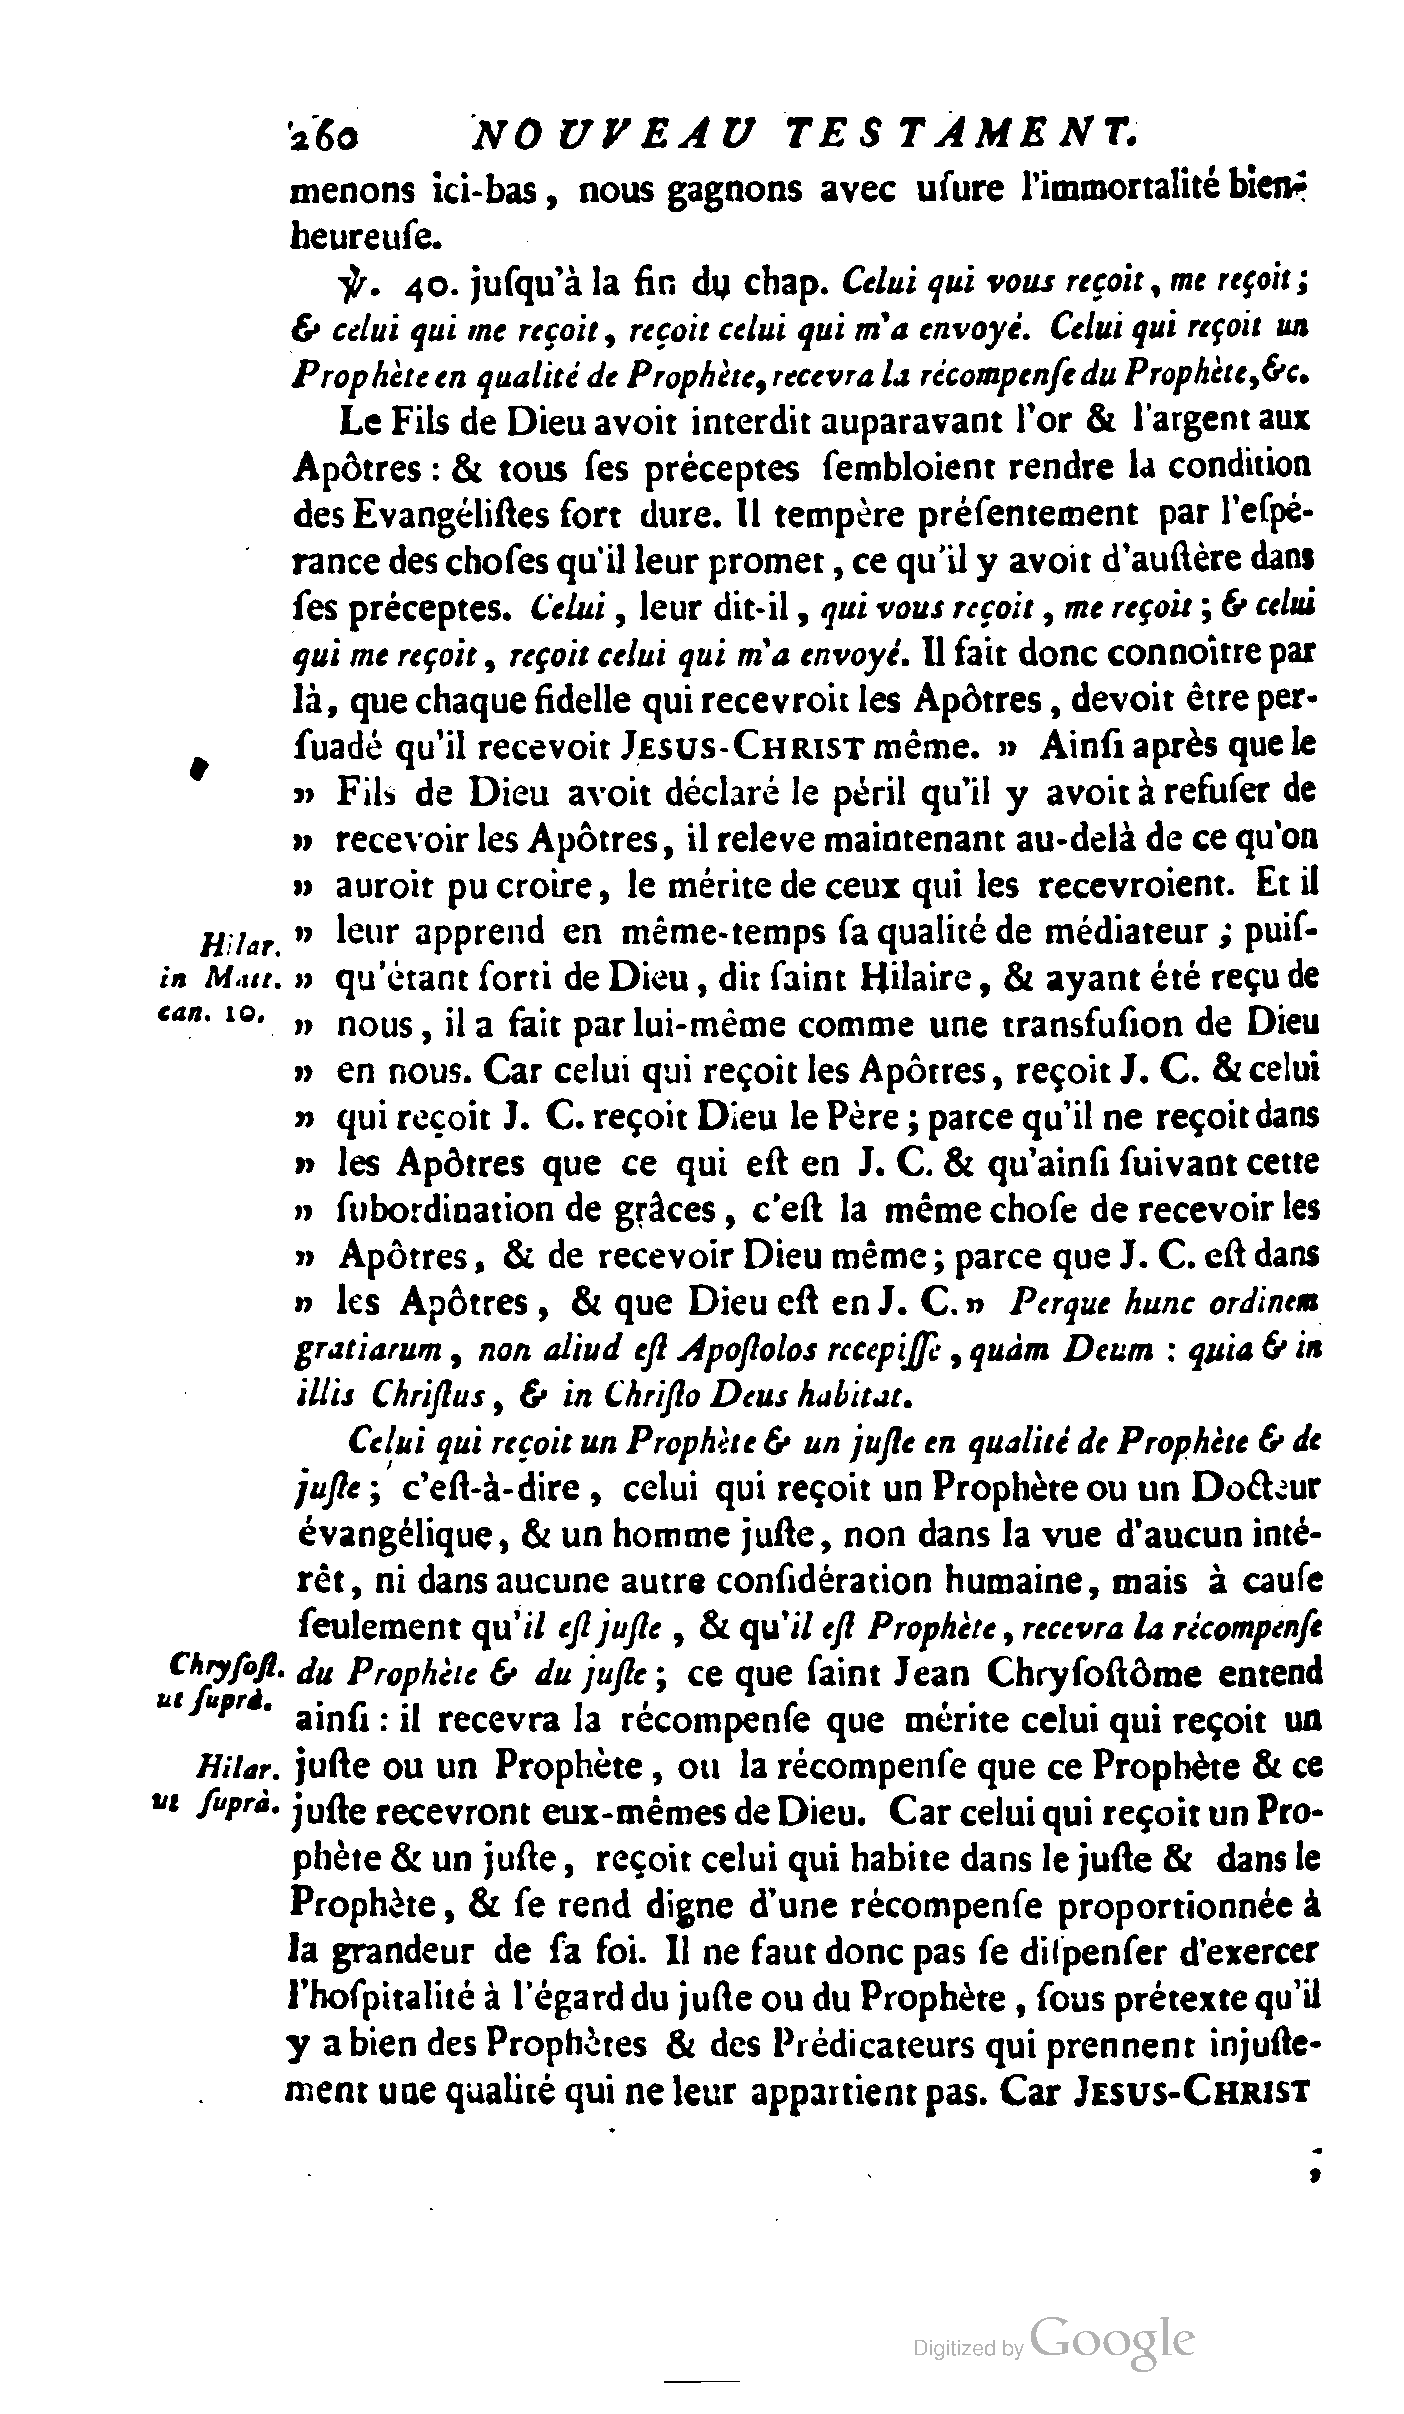 260 NOUVEAU TESTAMENT.
menons ici-bas, nous gagnons avec uſure l'immortalité bien-
heureuſe.
℣. 40. juſqu'à la fin du chap. Celui qui vous reçoit, me reçoit;
& celui qui me reçoit, reçoit celui qui m'a envoyé. Celui qui reçoit un
Prophète en qualité de Prophète, recevra la récompenſe du Prophète, &c.
Le Fils de Dieu avoit interdit auparavant l'or & l'argent aux
Apôtres : & tous ſes préceptes ſembloient rendre la condition
des Evangéliſtes fort dure. Il tempère préſentement par l'eſpé-
rance des choſes qu'il leur promet, ce qu'il y avoit d'auſtère dans
ſes préceptes. Celui, leur dit-il, qui vous reçoit, me reçoit; & celui
qui me reçoit, reçoit celui qui m'a envoyé. Il fait donc connoître par
là, que chaque fidelle qui recevroit les Apôtres, devoit être per-
ſuadé qu'il recevoit JESUS-CHRIST même. » Ainſi après que le
» Fils de Dieu avoit déclaré le péril qu'il y avoit à refuſer de
» recevoir les Apôtres, il releve maintenant au-delà de ce qu'on
» auroit pu croire, le mérite de ceux qui les recevroient. Et il
Hilar. » leur apprend en même-temps ſa qualité de médiateur ; puiſ-
in Matt. » qu'étant ſorti de Dieu, dit ſaint Hilaire, & ayant été reçu de
can. 10. » nous, il a fait par lui-même comme une transfuſion de Dieu
» en nous. Car celui qui reçoit les Apôtres, reçoit J. C. & celui
» qui reçoit J. C. reçoit Dieu le Père ; parce qu'il ne reçoit dans
» les Apôtres que ce qui eſt en J. C. & qu'ainſi ſuivant cette
» ſubordination de grâces, c'eſt la même choſe de recevoir les
» Apôtres, & de recevoir Dieu même ; parce que J. C. eſt dans
» les Apôtres, & que Dieu eſt en J. C. » Perque hunc ordinem
gratiarum, non aliud eſt Apoſtolos recepiſſe, quàm Deum : quia & in
illis Chriſtus, & in Chriſto Deus habitat.
Celui qui reçoit un Prophète & un juſte en qualité de Prophète & de
juſte ; c'eſt-à-dire, celui qui reçoit un Prophète ou un Docteur
évangélique, & un homme juſte, non dans la vue d'aucun inté-
rêt, ni dans aucune autre conſidération humaine, mais à cauſe
ſeulement qu'il eſt juſte, & qu'il eſt Prophète, recevra la récompenſe
Chryſoſt. du Prophète & du juſte ; ce que ſaint Jean Chryſoſtôme entend
ut ſuprà. ainſi : il recevra la récompenſe que mérite celui qui reçoit un
Hilar. juſte ou un Prophète, ou la récompenſe que ce Prophète & ce
ut ſuprà. juſte recevront eux-mêmes de Dieu. Car celui qui reçoit un Pro-
phète & un juſte, reçoit celui qui habite dans le juſte & dans le
Prophète, & ſe rend digne d'une récompenſe proportionnée à
la grandeur de ſa foi. Il ne faut donc pas ſe diſpenſer d'exercer
l'hoſpitalité à l'égard du juſte ou du Prophète, ſous prétexte qu'il
y a bien des Prophètes & des Prédicateurs qui prennent injuſte-
ment une qualité qui ne leur appartient pas. Car JESUS-CHRIST
Digitized by Google